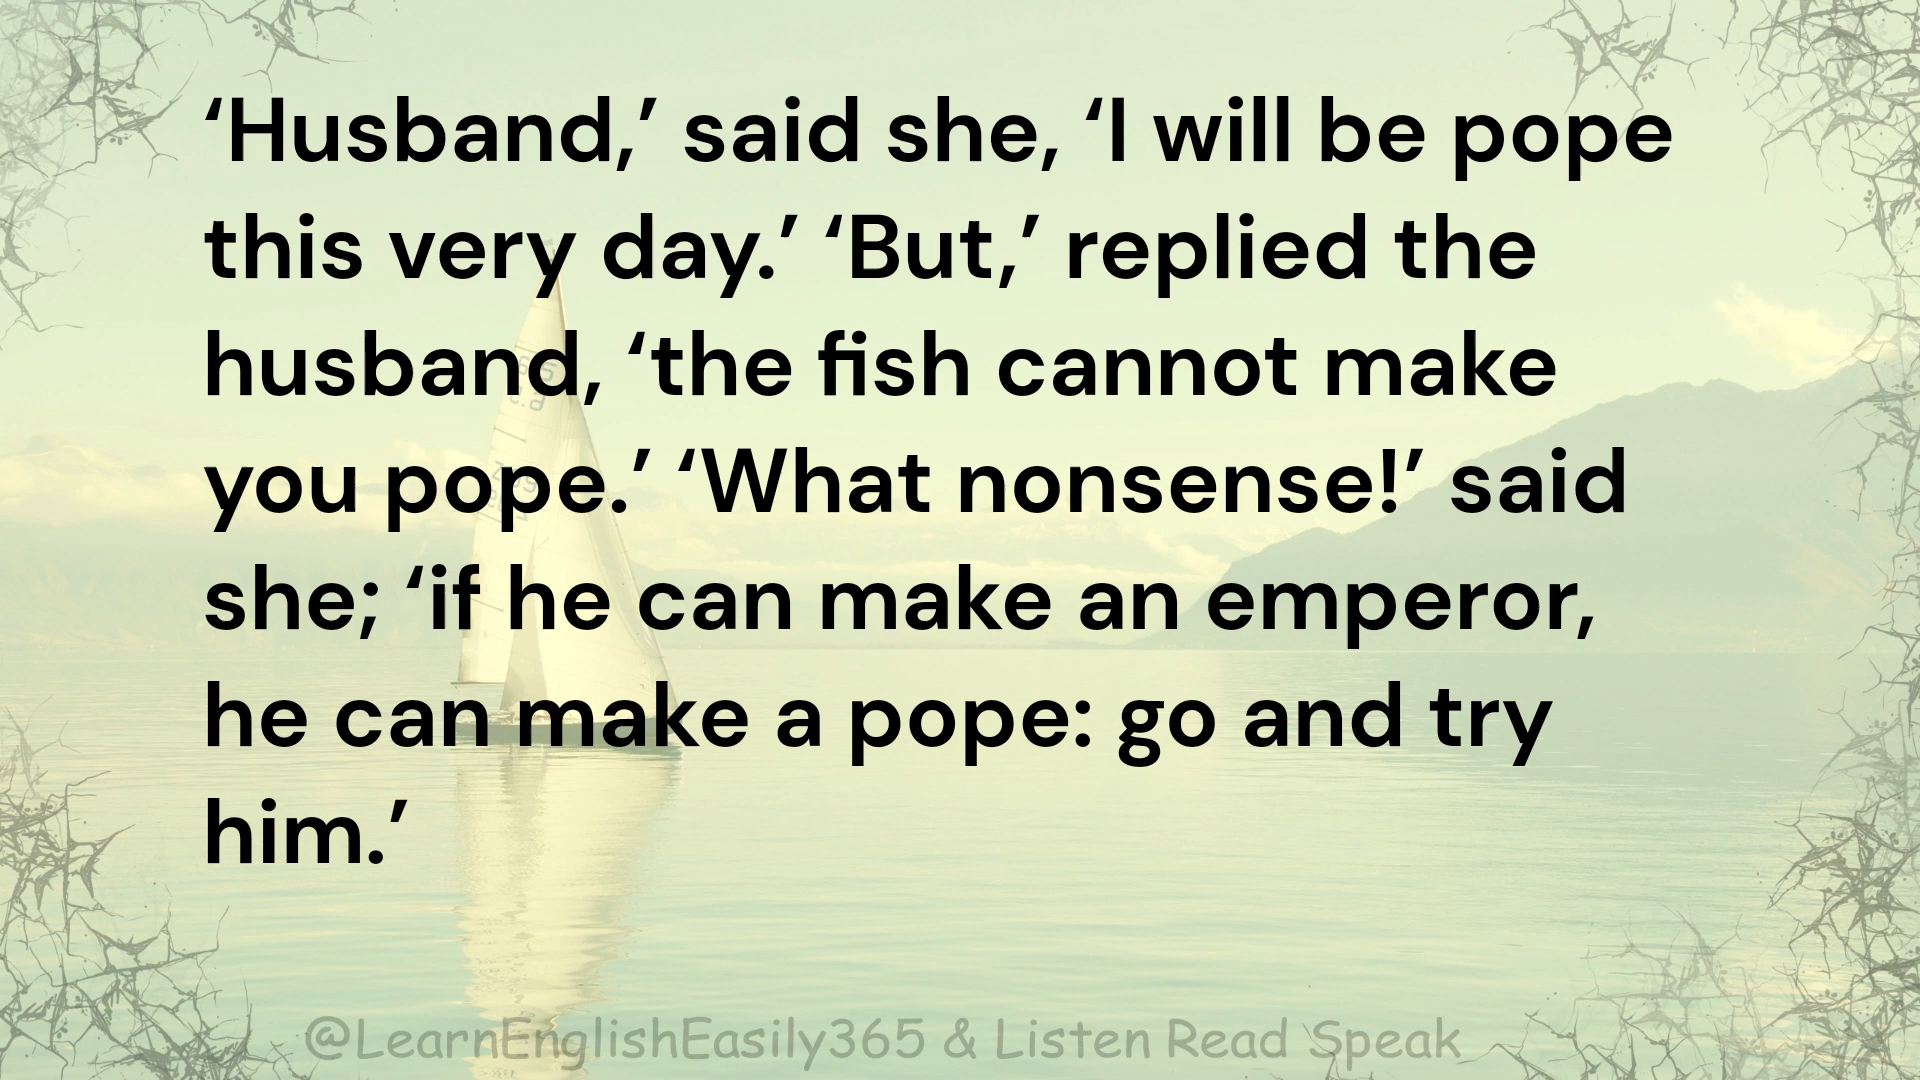 ‘Husband,’ said she, ‘I will be pope
this very day.’ ‘But,’ replied the
husband, ‘the fish cannot make
you pope.’ ‘What nonsense!’ said
she; ‘if he can make an emperor,
he can make a pope: go and try
him.’
@LearnEnglishEasily365 & Listen Read Speak